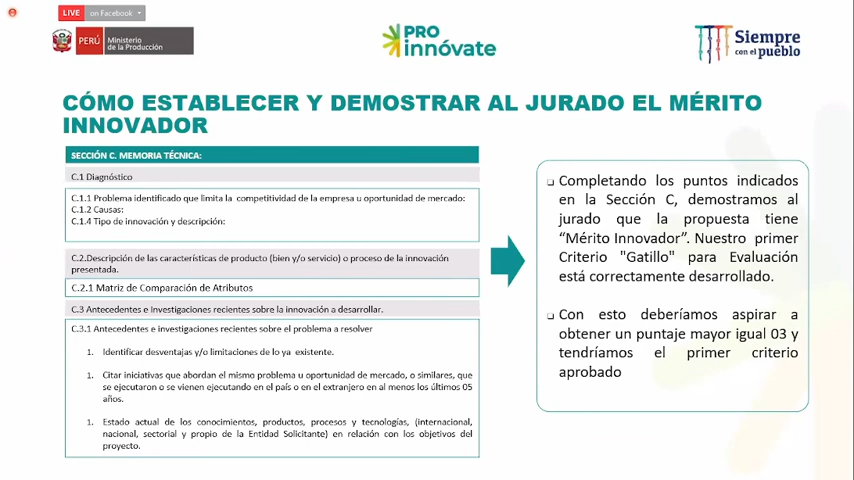 LIVE on Facebook
PERÚ Ministerio de la Producción
PRO innóvate
Siempre con el pueblo
CÓMO ESTABLECER Y DEMOSTRAR AL JURADO EL MÉRITO
INNOVADOR
SECCIÓN C. MEMORIA TÉCNICA:
C.1 Diagnóstico
C.1.1 Problema identificado que limita la competitividad de la empresa u oportunidad de mercado:
C.1.2 Causas:
C.1.4 Tipo de innovación y descripción:
C.2.Descripción de las características de producto (bien y/o servicio) o proceso de la innovación
presentada.
C.2.1 Matriz de Comparación de Atributos
C.3 Antecedentes e Investigaciones recientes sobre la innovación a desarrollar.
C.3.1 Antecedentes e investigaciones recientes sobre el problema a resolver
1. Identificar desventajas y/o limitaciones de lo ya existente.
1. Citar iniciativas que abordan el mismo problema u oportunidad de mercado, o similares, que
se ejecutaron o se vienen ejecutando en el país o en el extranjero en al menos los últimos 05
años.
1. Estado actual de los conocimientos, productos, procesos y tecnologías, (internacional,
nacional, sectorial y propio de la Entidad Solicitante) en relación con los objetivos del
proyecto.
Completando los puntos indicados
en la Sección C, demostramos al
jurado que la propuesta tiene
“Mérito Innovador”. Nuestro primer
Criterio "Gatillo" para Evaluación
está correctamente desarrollado.
Con esto deberíamos aspirar a
obtener un puntaje mayor igual 03 y
tendríamos el primer criterio
aprobado